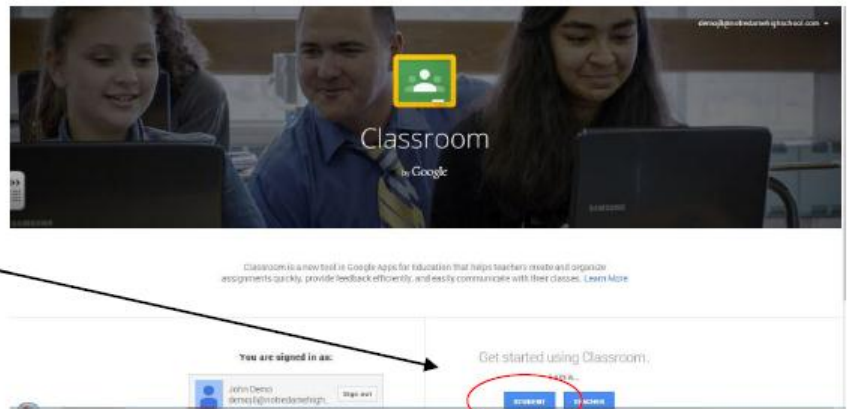 Classroom
by Google
SAMSUNG
SAMSUNG
Classroom is a new tool in Google Apps for Education that helps teachers create and organize
assignments quickly, provide feedback efficiently, and easily communicate with their classes. Learn More
You are signed in as:
John Demo
Sign out
Get started using Classroom.
STUDENT
TEACHER